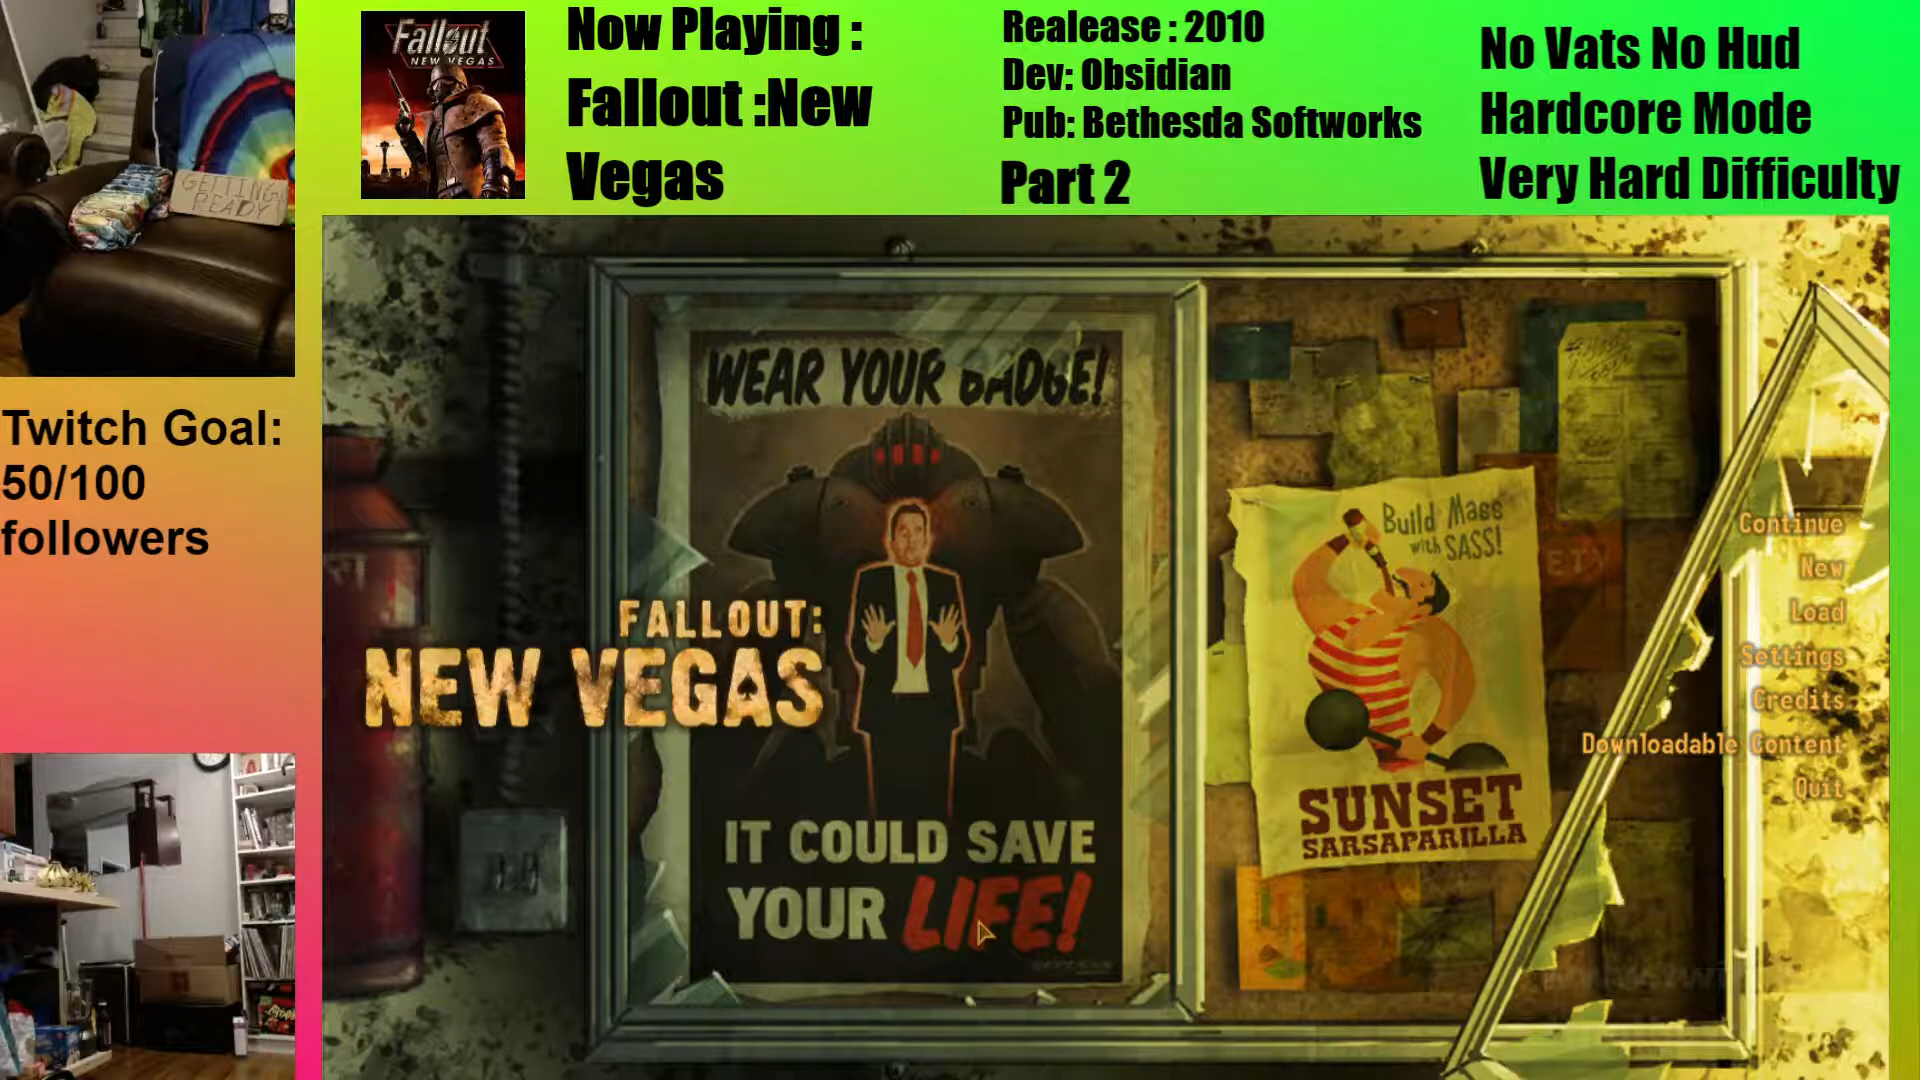 Fallout
NEW VEGAS
Now Playing :
Fallout :New
Vegas
Realease : 2010
Dev: Obsidian
Pub: Bethesda Softworks
Part 2
No Vats No Hud
Hardcore Mode
Very Hard Difficulty
GETTING
READY
Twitch Goal:
50/100
followers
WEAR YOUR BADGE!
IT COULD SAVE
YOUR LIFE!
FALLOUT:
NEW VEGAS
Build Mass
with SASS!
SUNSET
SARSAPARILLA
Continue
New
Load
Settings
Credits
Downloadable Content
Quit